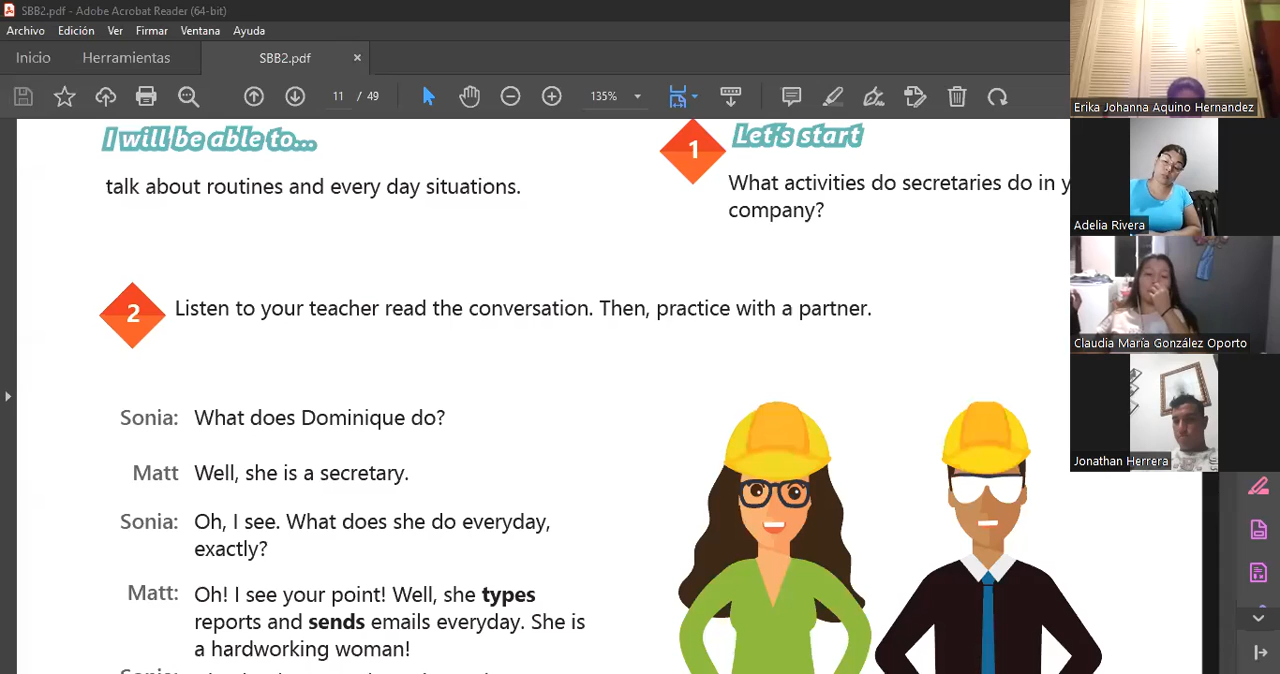 SBB2.pdf - Adobe Acrobat Reader (64-bit)
Archivo Edición Ver Firmar Ventana Ayuda
Inicio Herramientas SBB2.pdf ×
11 / 49 135%
I will be able to...
talk about routines and every day situations.
1 Let's start
What activities do secretaries do in y
company?
2 Listen to your teacher read the conversation. Then, practice with a partner.
Sonia: What does Dominique do?
Matt Well, she is a secretary.
Sonia: Oh, I see. What does she do everyday,
exactly?
Matt: Oh! I see your point! Well, she types
reports and sends emails everyday. She is
a hardworking woman!
Sonia:
Erika Johanna Aquino Hernandez
Adelia Rivera
Claudia María González Oporto
Jonathan Herrera